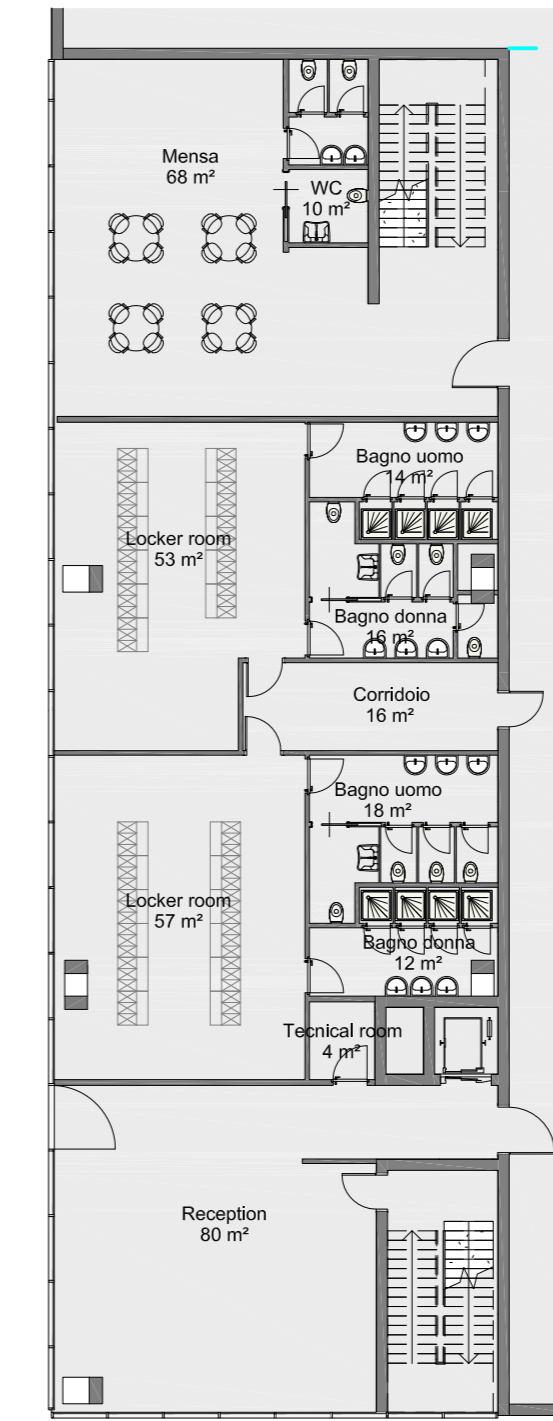 Mensa
68 m²
WC
10 m²
Bagno uomo
14 m²
Locker room
53 m²
Bagno donna
16 m²
Corridoio
16 m²
Bagno uomo
18 m²
Locker room
57 m²
Bagno donna
12 m²
Tecnical room
4 m²
Reception
80 m²